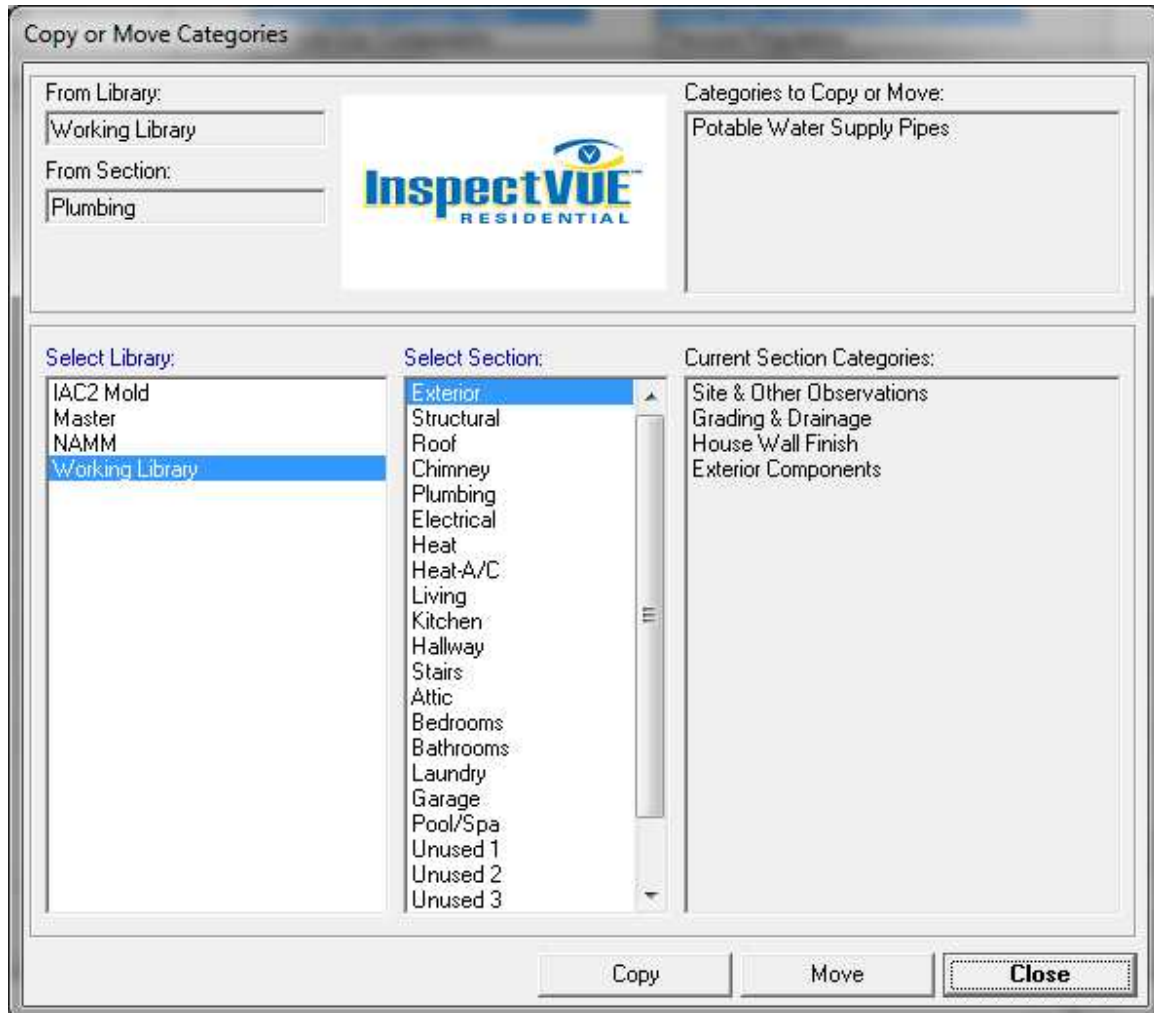 Copy or Move Categories
From Library:
Working Library
From Section:
Plumbing
InspectVUE™
RESIDENTIAL
Categories to Copy or Move:
Potable Water Supply Pipes
Select Library:
IAC2 Mold
Master
NAMM
Working Library
Select Section:
Exterior
Structural
Roof
Chimney
Plumbing
Electrical
Heat
Heat-A/C
Living
Kitchen
Hallway
Stairs
Attic
Bedrooms
Bathrooms
Laundry
Garage
Pool/Spa
Unused 1
Unused 2
Unused 3
Current Section Categories:
Site & Other Observations
Grading & Drainage
House Wall Finish
Exterior Components
Copy
Move
Close